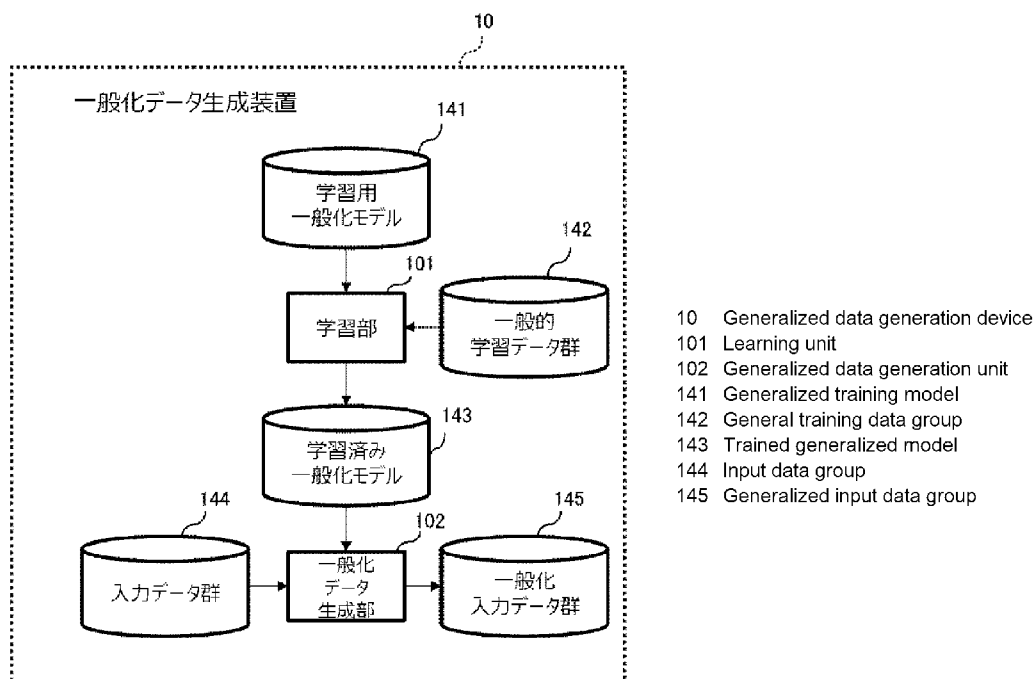 10
一般化データ生成装置
141
学習用
一般化モデル
142
101
学習部
一般的
学習データ群
143
学習済み
一般化モデル
144
102
145
入力データ群
一般化
データ
生成部
一般化
入力データ群
10 Generalized data generation device
101 Learning unit
102 Generalized data generation unit
141 Generalized training model
142 General training data group
143 Trained generalized model
144 Input data group
145 Generalized input data group